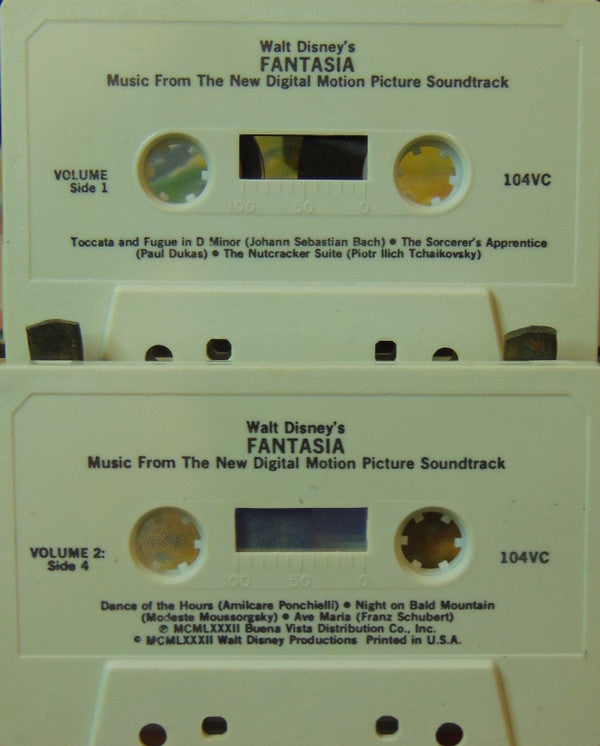 Walt Disney's
FANTASIA
Music From The New Digital Motion Picture Soundtrack
VOLUME
Side 1
104VC
100 50 0
Toccata and Fugue in D Minor (Johann Sebastian Bach) ● The Sorcerer's Apprentice
(Paul Dukas) ● The Nutcracker Suite (Piotr Ilich Tchaikovsky)
Walt Disney's
FANTASIA
Music From The New Digital Motion Picture Soundtrack
VOLUME 2:
Side 4
104VC
100 50 0
Dance of the Hours (Amilcare Ponchielli) ● Night on Bald Mountain
(Modeste Moussorgsky) ● Ave Maria (Franz Schubert)
℗ MCMLXXXII Buena Vista Distribution Co., Inc.
© MCMLXXXII Walt Disney Productions Printed in U.S.A.